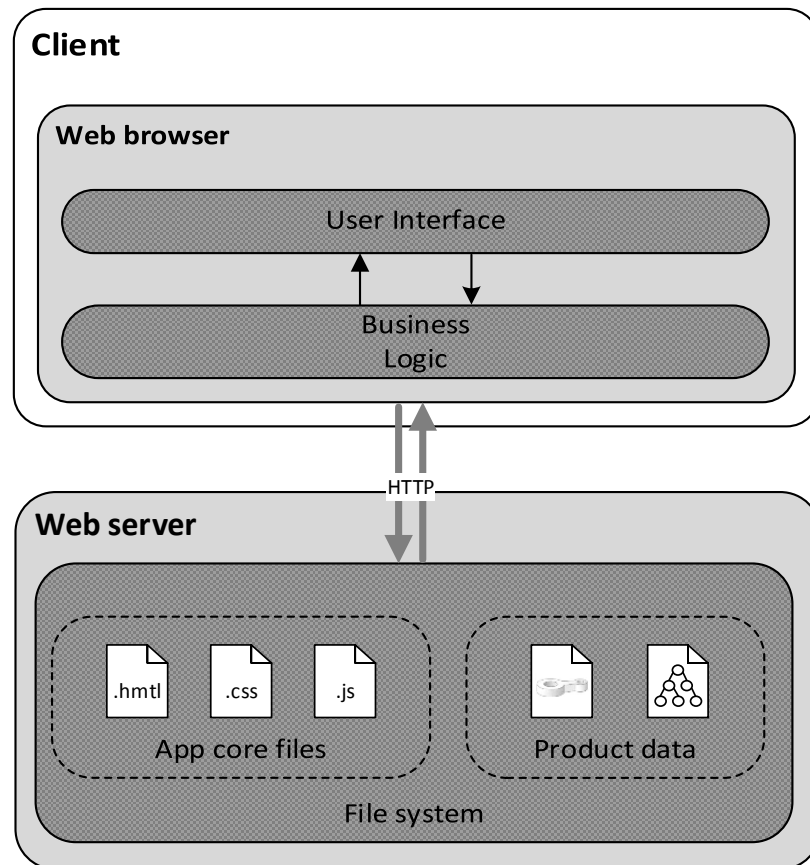 Client
Web browser
User Interface
Business
Logic
HTTP
Web server
.hmtl
.css
.js
App core files
Product data
File system